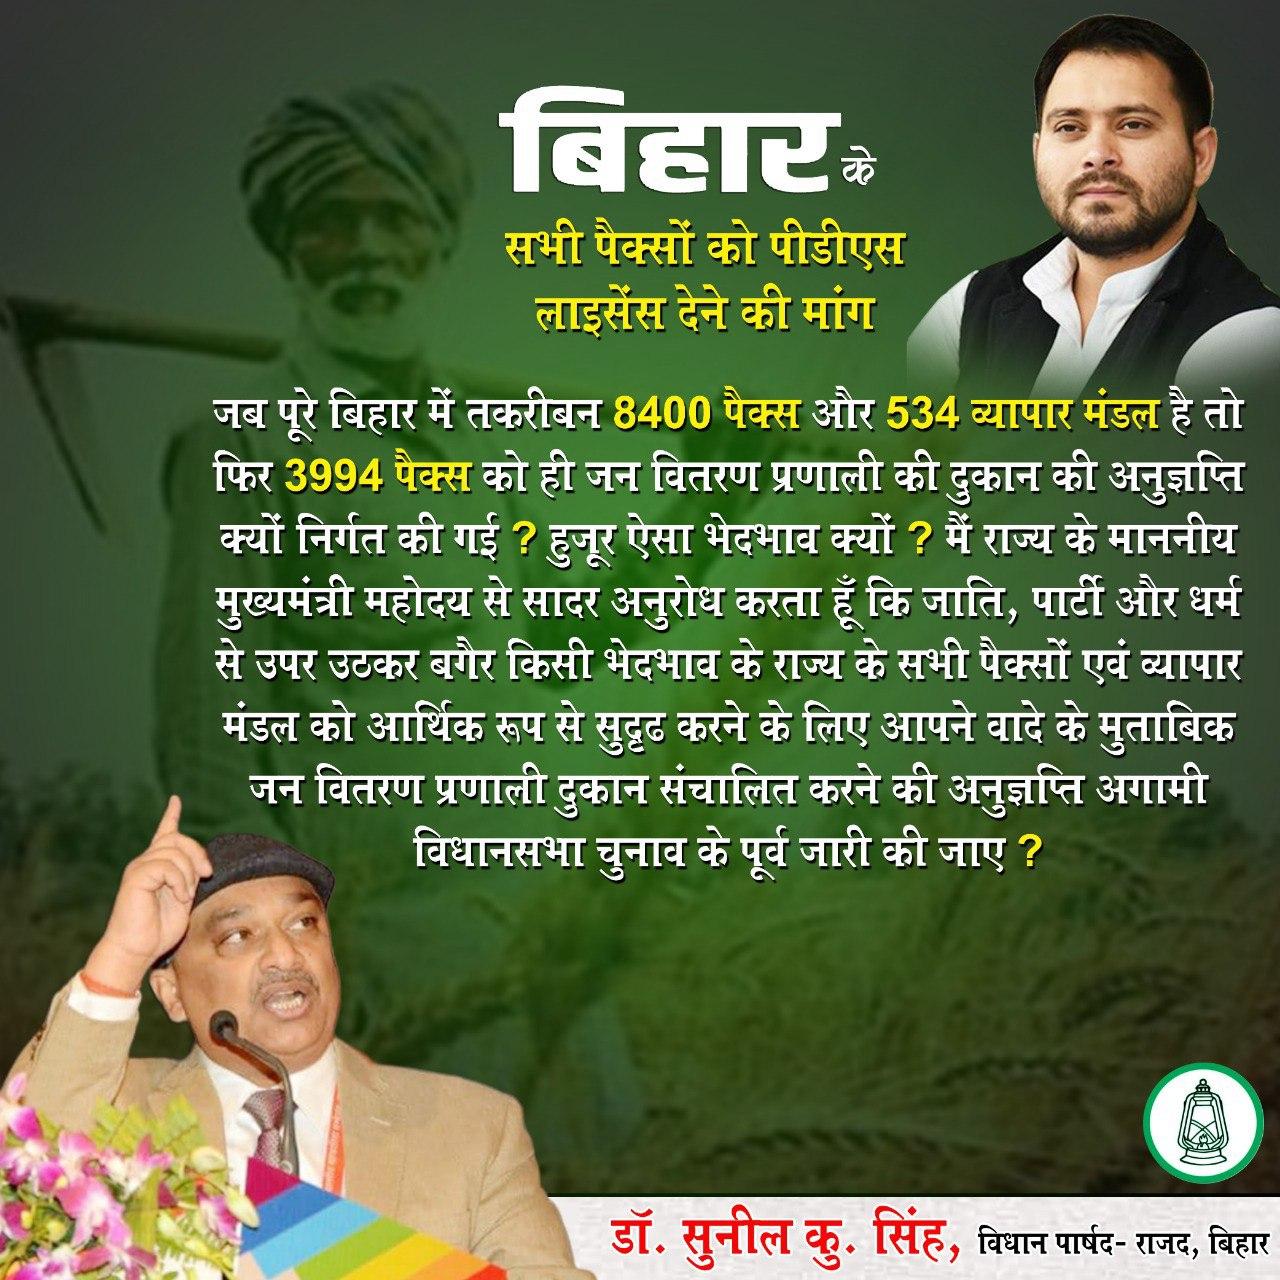 बिहार के
सभी पैक्सों को पीडीएस
लाइसेंस देने की मांग
जब पूरे बिहार में तकरीबन 8400 पैक्स और 534 व्यापार मंडल है तो
फिर 3994 पैक्स को ही जन वितरण प्रणाली की दुकान की अनुज्ञप्ति
क्यों निर्गत की गई ? हुजूर ऐसा भेदभाव क्यों ? मैं राज्य के माननीय
मुख्यमंत्री महोदय से सादर अनुरोध करता हूँ कि जाति, पार्टी और धर्म
से उपर उठकर बगैर किसी भेदभाव के राज्य के सभी पैक्सों एवं व्यापार
मंडल को आर्थिक रूप से सुदृढ करने के लिए आपने वादे के मुताबिक
जन वितरण प्रणाली दुकान संचालित करने की अनुज्ञप्ति अगामी
विधानसभा चुनाव के पूर्व जारी की जाए ?
डॉ. सुनील कु. सिंह, विधान पार्षद- राजद, बिहार